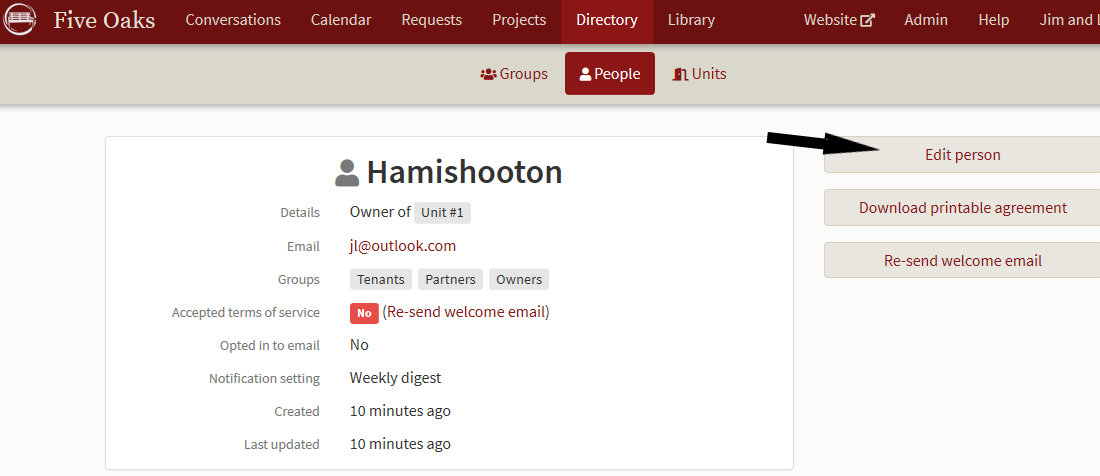 Five Oaks Conversations Calendar Requests Projects Directory Library Website Admin Help Jim and
Groups People Units
Hamishooton
Edit person
Details Owner of Unit #1
Download printable agreement
Email jl@outlook.com
Re-send welcome email
Groups Tenants Partners Owners
Accepted terms of service No (Re-send welcome email)
Opted in to email No
Notification setting Weekly digest
Created 10 minutes ago
Last updated 10 minutes ago